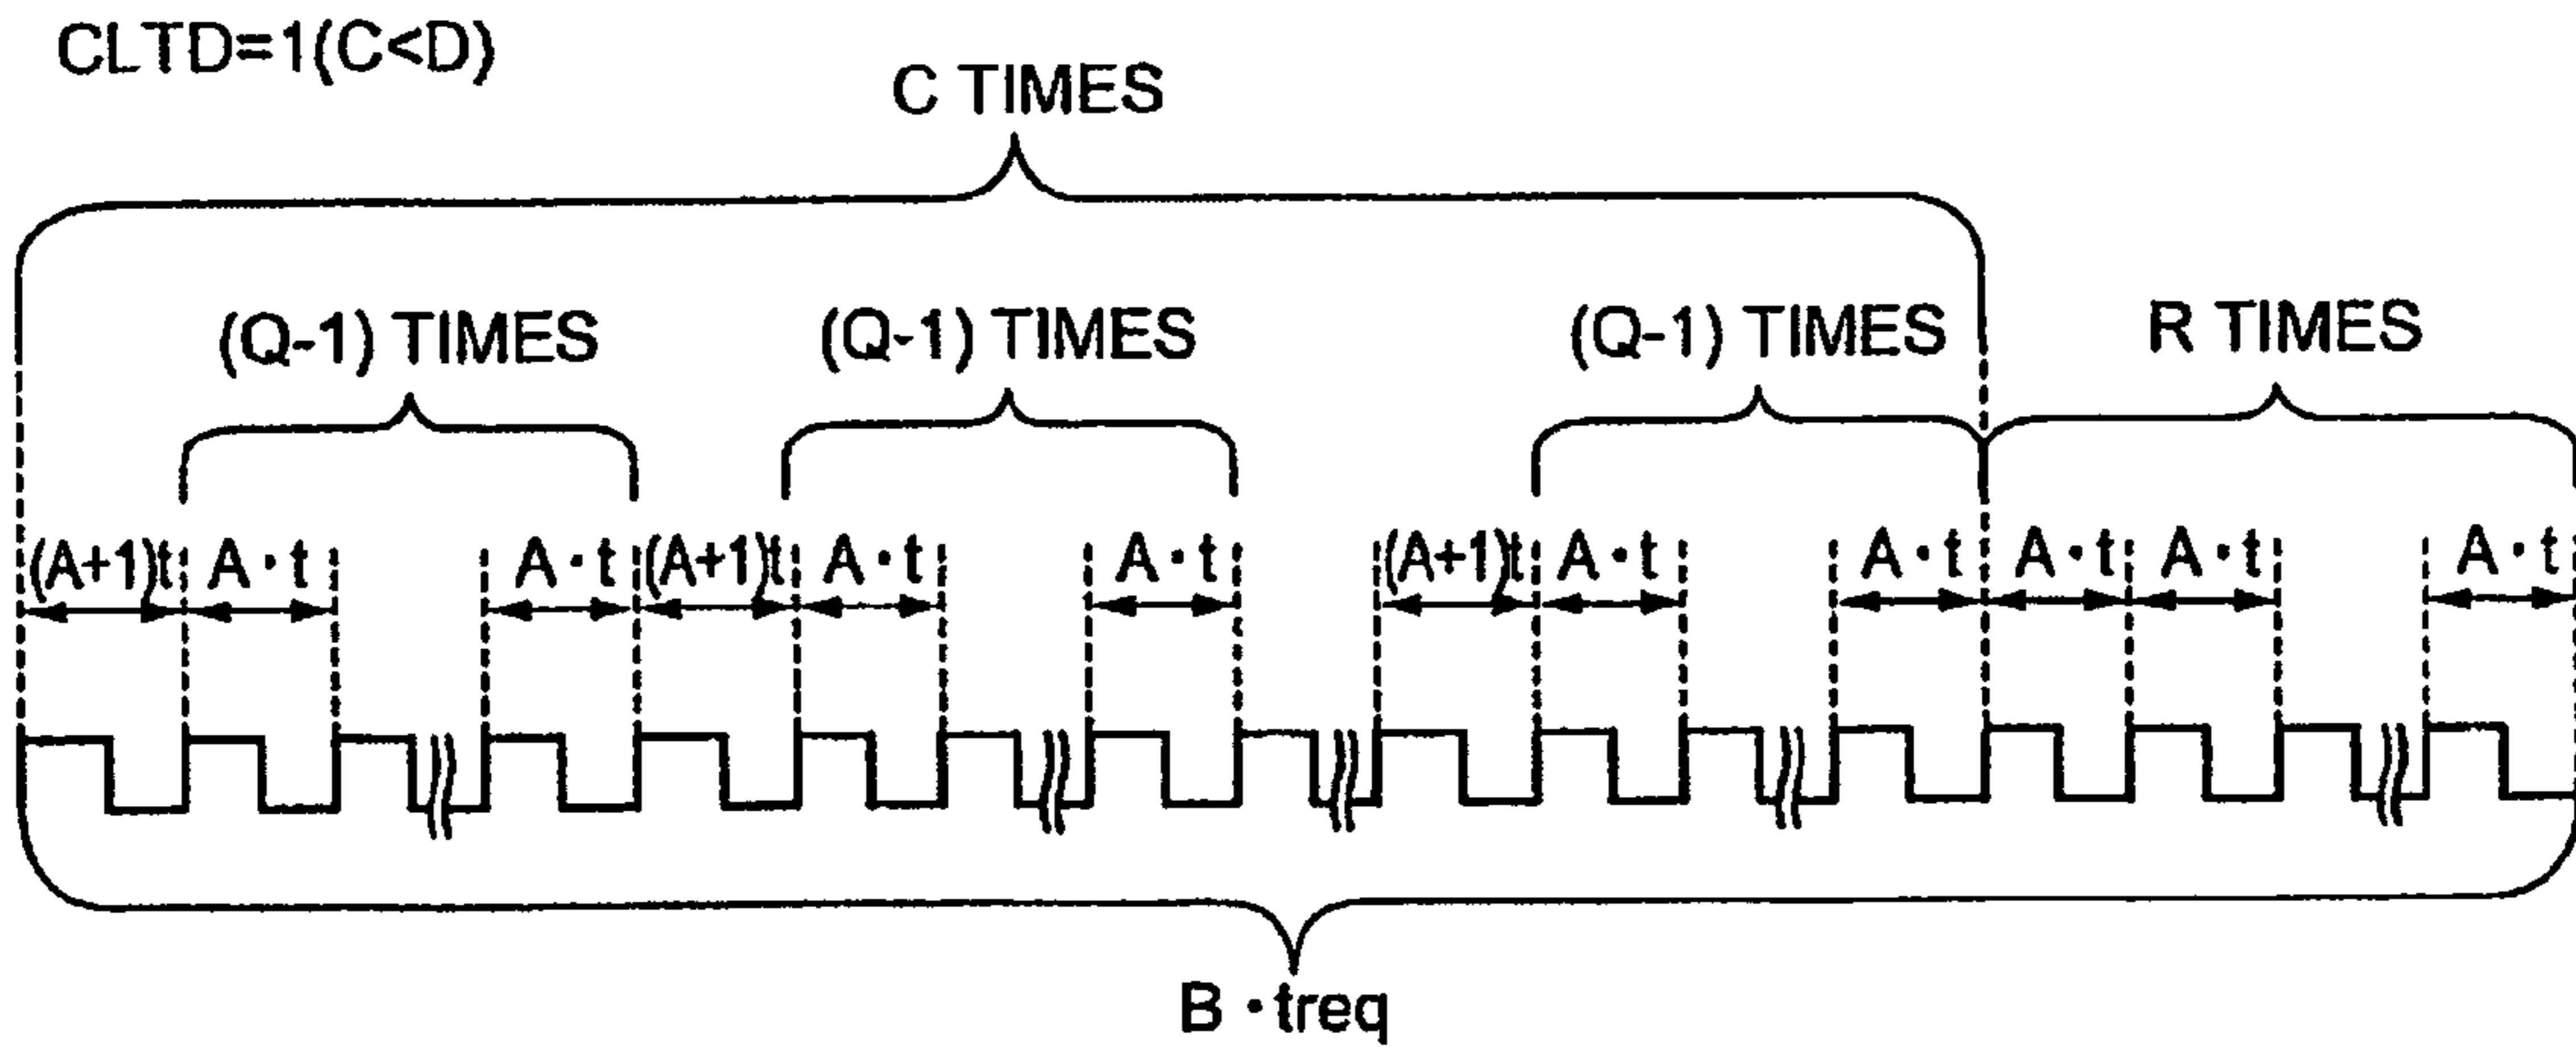 CLTD=1(C<D)
C TIMES
(Q-1) TIMES (Q-1) TIMES (Q-1) TIMES R TIMES
(A+1)t A・t A・t (A+1)t A・t A・t (A+1)t A・t A・t A・t A・t A・t
B・treq